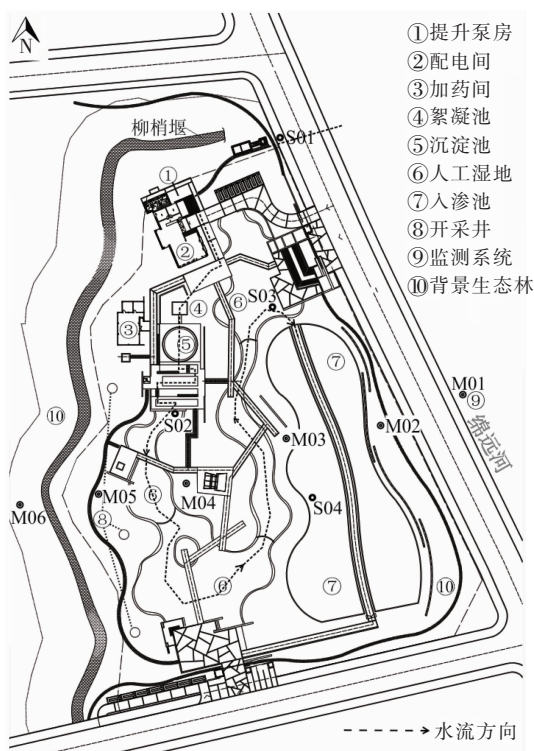 N
①提升泵房
②配电间
③加药间
④絮凝池
⑤沉淀池
⑥人工湿地
⑦入渗池
⑧开采井
⑨监测系统
⑩背景生态林
柳梢堰
S01
①
②
④
⑥
S03
③
⑤
⑦
M01
⑨
⑩
S02
M03
M02
绵远河
M05
⑥
M04
S04
M06
⑧
⑥
⑦
⑩
水流方向